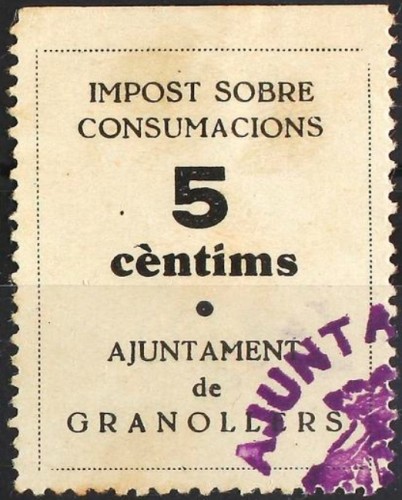 IMPOST SOBRE
CONSUMACIONS
5
cèntims
AJUNTAMENT
de
GRANOLLERS
AJUNTA